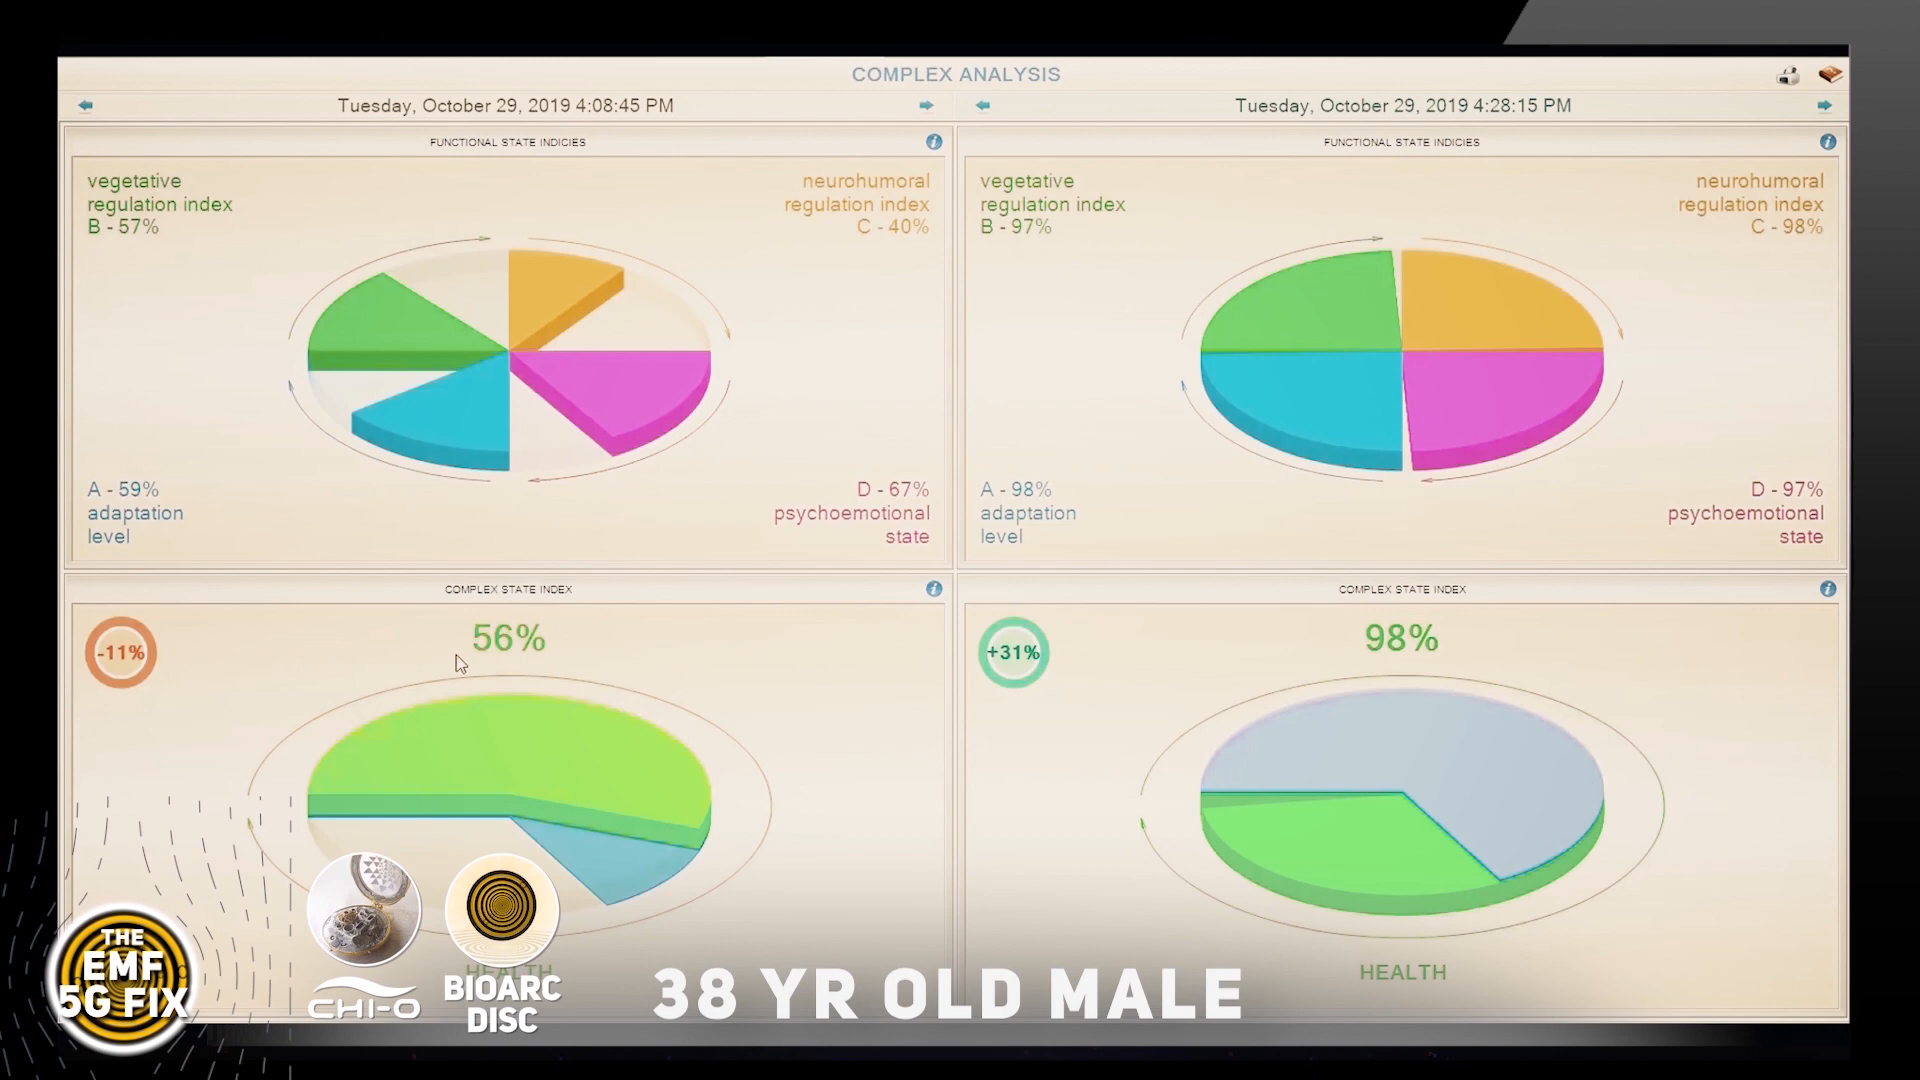 COMPLEX ANALYSIS
Tuesday, October 29, 2019 4:08:45 PM
Tuesday, October 29, 2019 4:28:15 PM
FUNCTIONAL STATE INDICIES
vegetative
regulation index
B - 57%
neurohumoral
regulation index
C - 40%
A - 59%
adaptation
level
D - 67%
psychoemotional
state
FUNCTIONAL STATE INDICIES
vegetative
regulation index
B - 97%
neurohumoral
regulation index
C - 98%
A - 98%
adaptation
level
D - 97%
psychoemotional
state
COMPLEX STATE INDEX
-11%
56%
HEALTH
COMPLEX STATE INDEX
+31%
98%
HEALTH
THE
EMF
5G FIX
CHI-O
BIOARC
DISC
38 YR OLD MALE